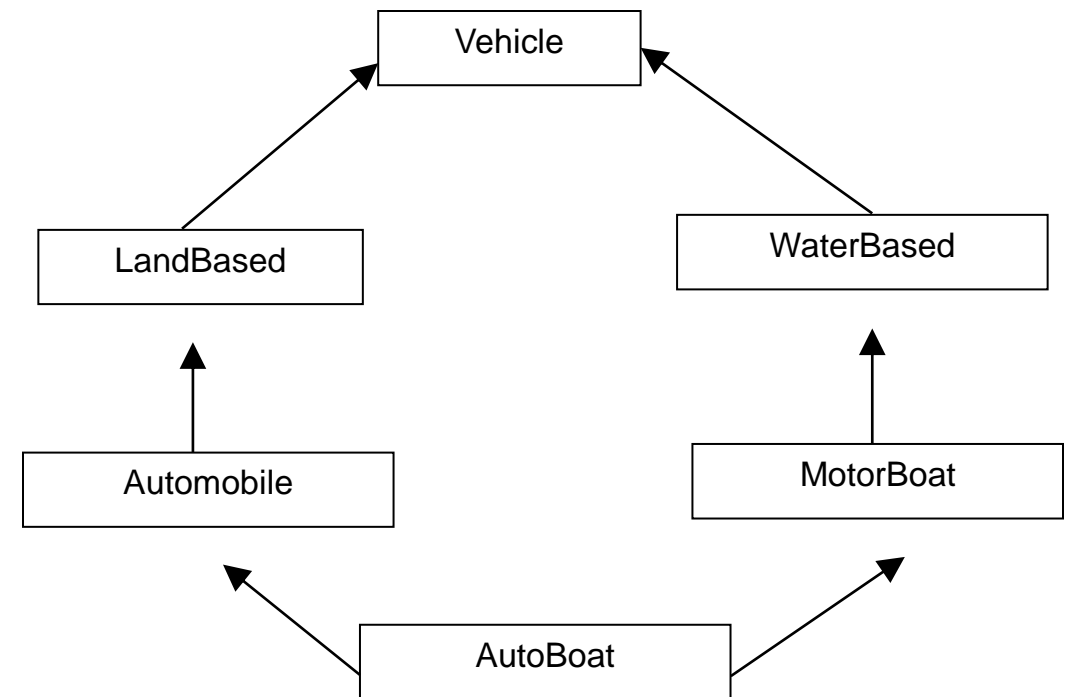 Vehicle
LandBased
WaterBased
Automobile
MotorBoat
AutoBoat